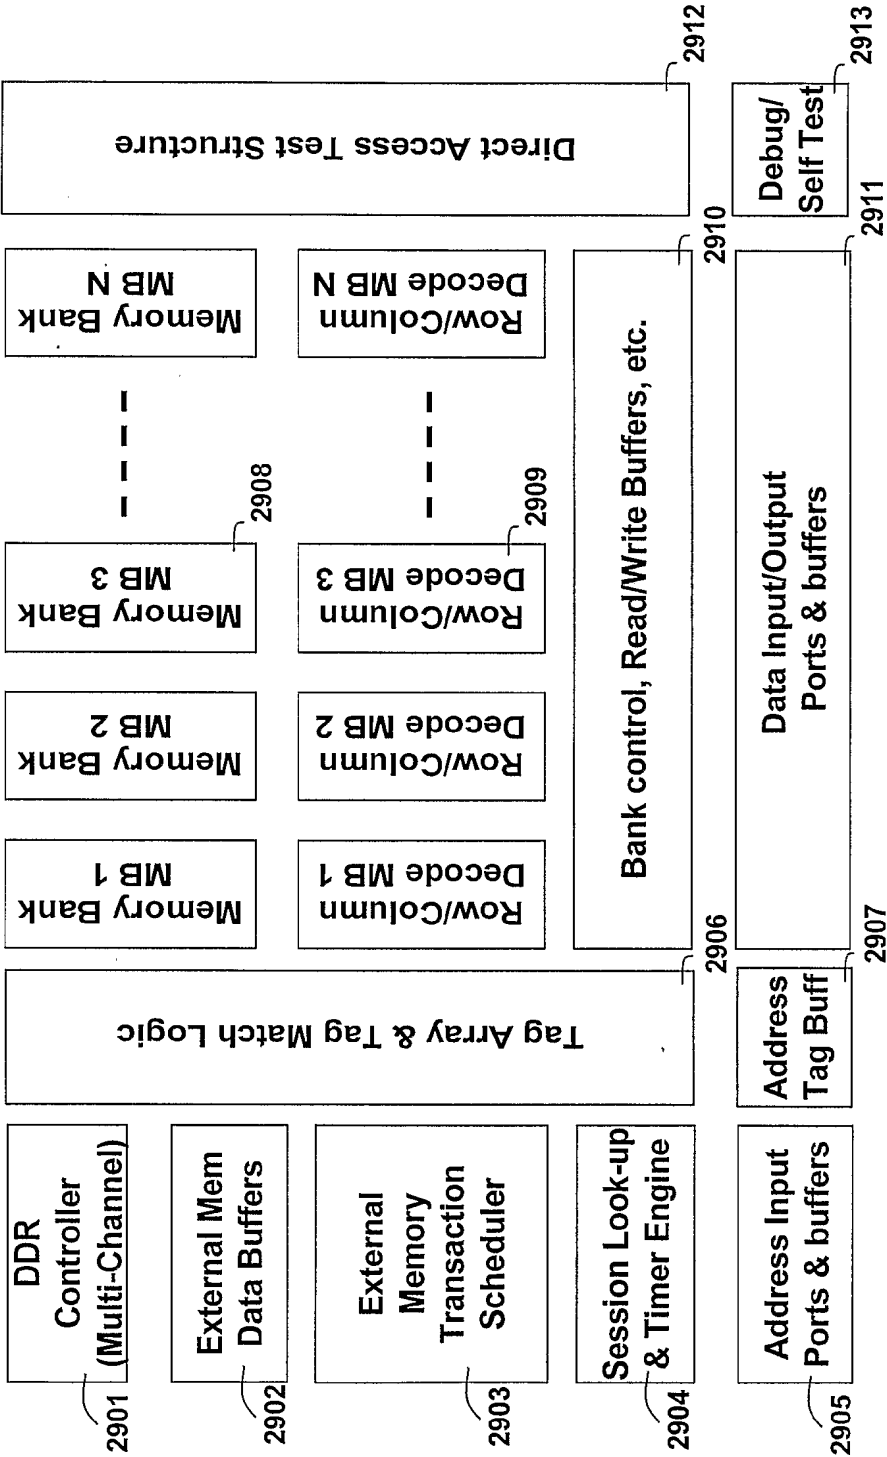 DDR
Controller
(Multi-Channel)
2901
External Mem
Data Buffers
2902
External
Memory
Transaction
Scheduler
2903
Session Look-up
& Timer Engine
2904
Address Input
Ports & buffers
2905
Tag Array & Tag Match Logic
2906
Address
Tag Buff
2907
Memory Bank
MB 1
Memory Bank
MB 2
Memory Bank
MB 3
2908
Memory Bank
MB N
Row/Column
Decode MB 1
Row/Column
Decode MB 2
Row/Column
Decode MB 3
2909
Row/Column
Decode MB N
Bank control, Read/Write Buffers, etc.
2910
Data Input/Output
Ports & buffers
2911
Direct Access Test Structure
2912
Debug/
Self Test
2913